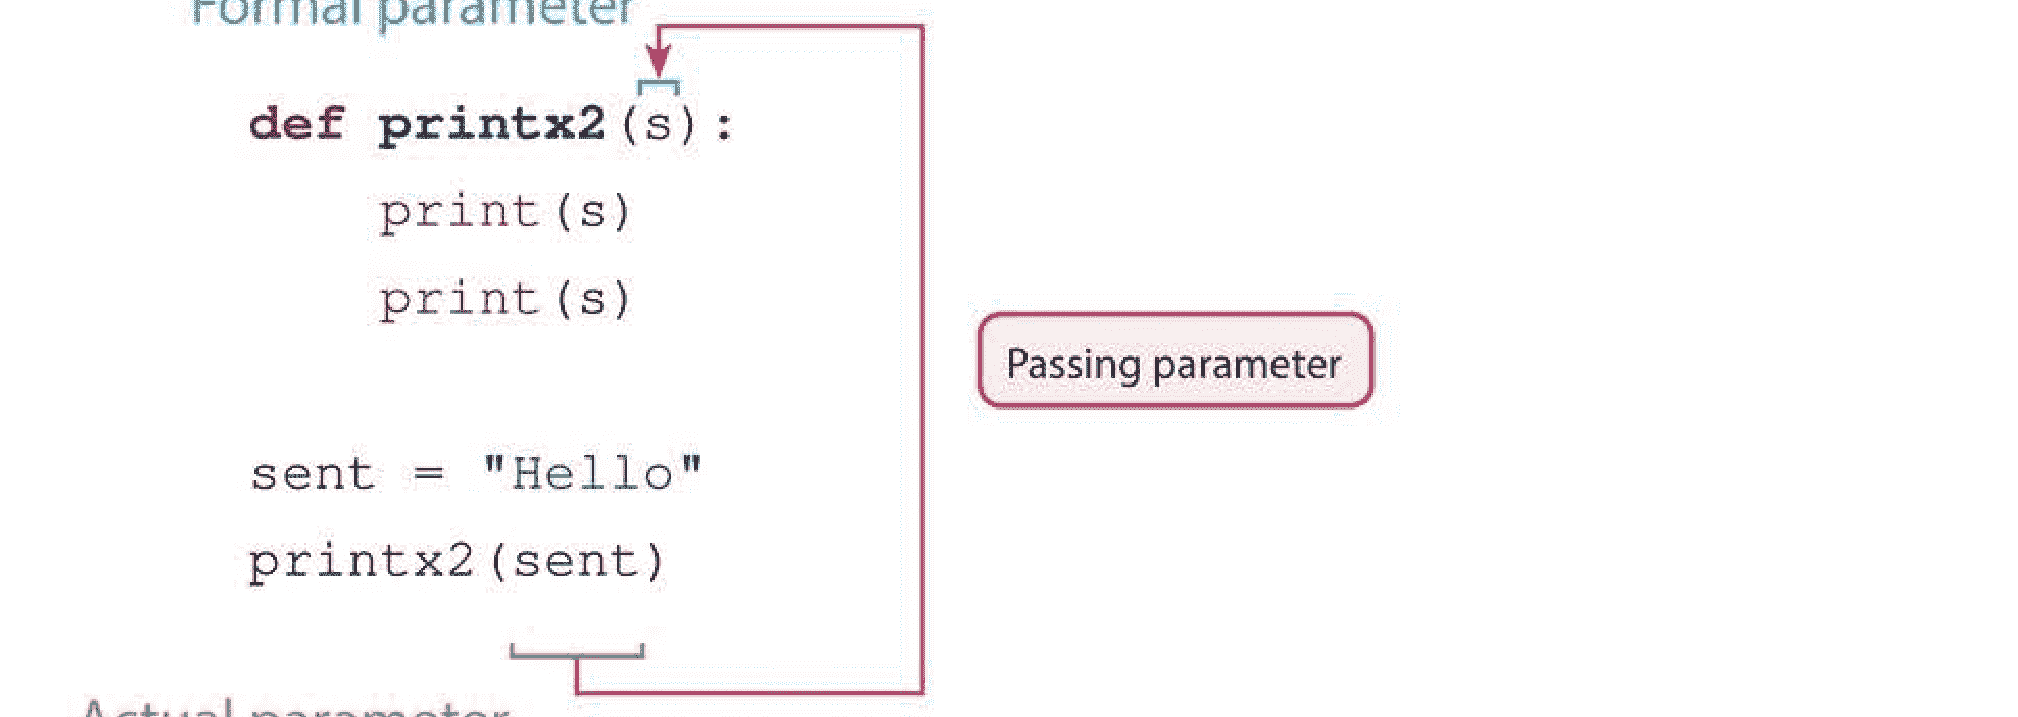 Formal parameter
def printx2(s):
print(s)
print(s)
Passing parameter
sent = "Hello"
printx2(sent)
Actual parameter